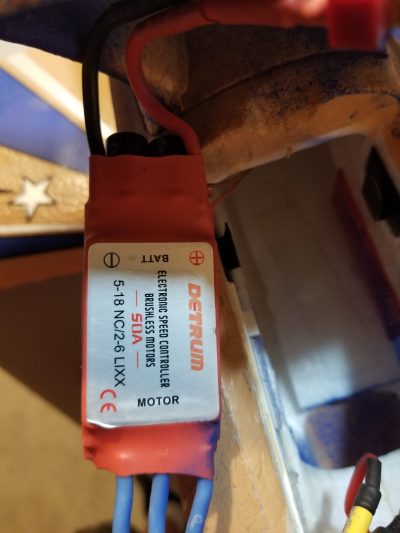 DETRUM
ELECTRONIC SPEED CONTROLLER
BRUSHLESS MOTORS
50A
5-18 NC/2-6 LIXX
BATT
MOTOR
CE